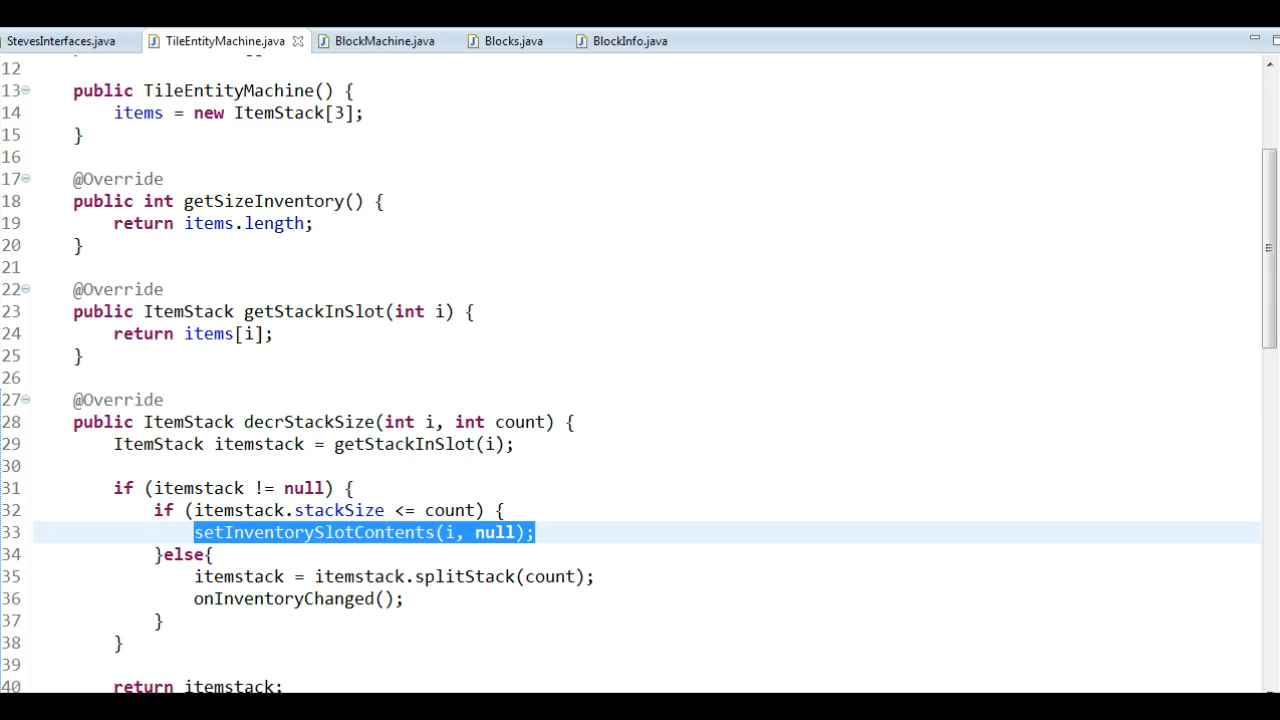 StevesInterfaces.java TileEntityMachine.java BlockMachine.java Blocks.java BlockInfo.java
12
13 public TileEntityMachine() {
14 items = new ItemStack[3];
15 }
16
17 @Override
18 public int getSizeInventory() {
19 return items.length;
20 }
21
22 @Override
23 public ItemStack getStackInSlot(int i) {
24 return items[i];
25 }
26
27 @Override
28 public ItemStack decrStackSize(int i, int count) {
29 ItemStack itemstack = getStackInSlot(i);
30
31 if (itemstack != null) {
32 if (itemstack.stackSize <= count) {
33 setInventorySlotContents(i, null);
34 }else{
35 itemstack = itemstack.splitStack(count);
36 onInventoryChanged();
37 }
38 }
39
40 return itemstack;